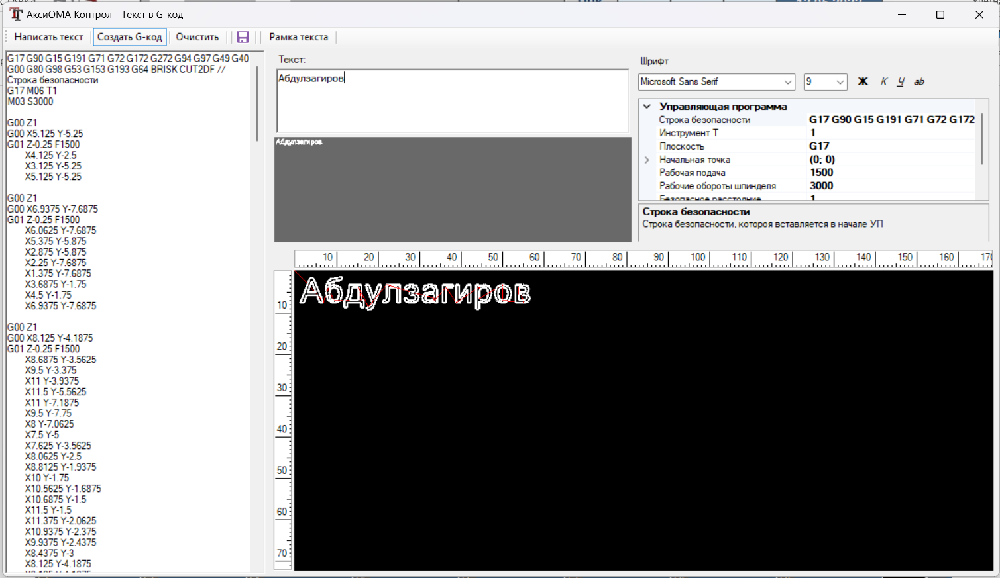 АксиОМА Контрол - Текст в G-код
Написать текст
Создать G-код
Очистить
Рамка текста
G17 G90 G15 G191 G71 G72 G172 G272 G94 G97 G49 G40
G00 G80 G98 G53 G153 G193 G64 BRISK CUT2DF //
Строка безопасности
G17 M06 T1
M03 S3000
G00 Z1
G00 X5.125 Y-5.25
G01 Z-0.25 F1500
X4.125 Y-2.5
X3.125 Y-5.25
X5.125 Y-5.25
G00 Z1
G00 X6.9375 Y-7.6875
G01 Z-0.25 F1500
X6.0625 Y-7.6875
X5.375 Y-5.875
X2.875 Y-5.875
X2.25 Y-7.6875
X1.375 Y-7.6875
X3.6875 Y-1.75
X4.5 Y-1.75
X6.9375 Y-7.6875
G00 Z1
G00 X8.125 Y-4.1875
G01 Z-0.25 F1500
X8.6875 Y-3.5625
X9.5 Y-3.375
X11 Y-3.9375
X11.5 Y-5.5625
X11 Y-7.1875
X9.5 Y-7.75
X8 Y-7.0625
X7.5 Y-5
X7.625 Y-3.5625
X8.0625 Y-2.5
X8.8125 Y-1.9375
X10 Y-1.75
X10.5625 Y-1.6875
X10.6875 Y-1.5
X11.5 Y-1.5
X11.375 Y-2.0625
X10.9375 Y-2.375
X9.9375 Y-2.4375
X8.4375 Y-3
X8.125 Y-4.1875
Текст:
Абдулзагиров
Абдулзагиров
Шрифт
Microsoft Sans Serif
9
Ж К Ч ab
Управляющая программа
Строка безопасности G17 G90 G15 G191 G71 G72 G172
Инструмент T 1
Плоскость G17
Начальная точка (0; 0)
Рабочая подача 1500
Рабочие обороты шпинделя 3000
Безопасное расстояние 1
Строка безопасности
Строка безопасности, котороя вставляется в начале УП
10 20 30 40 50 60 70 80 90 100 110 120 130 140 150 160
Абдулзагиров
10
20
30
40
50
60
70